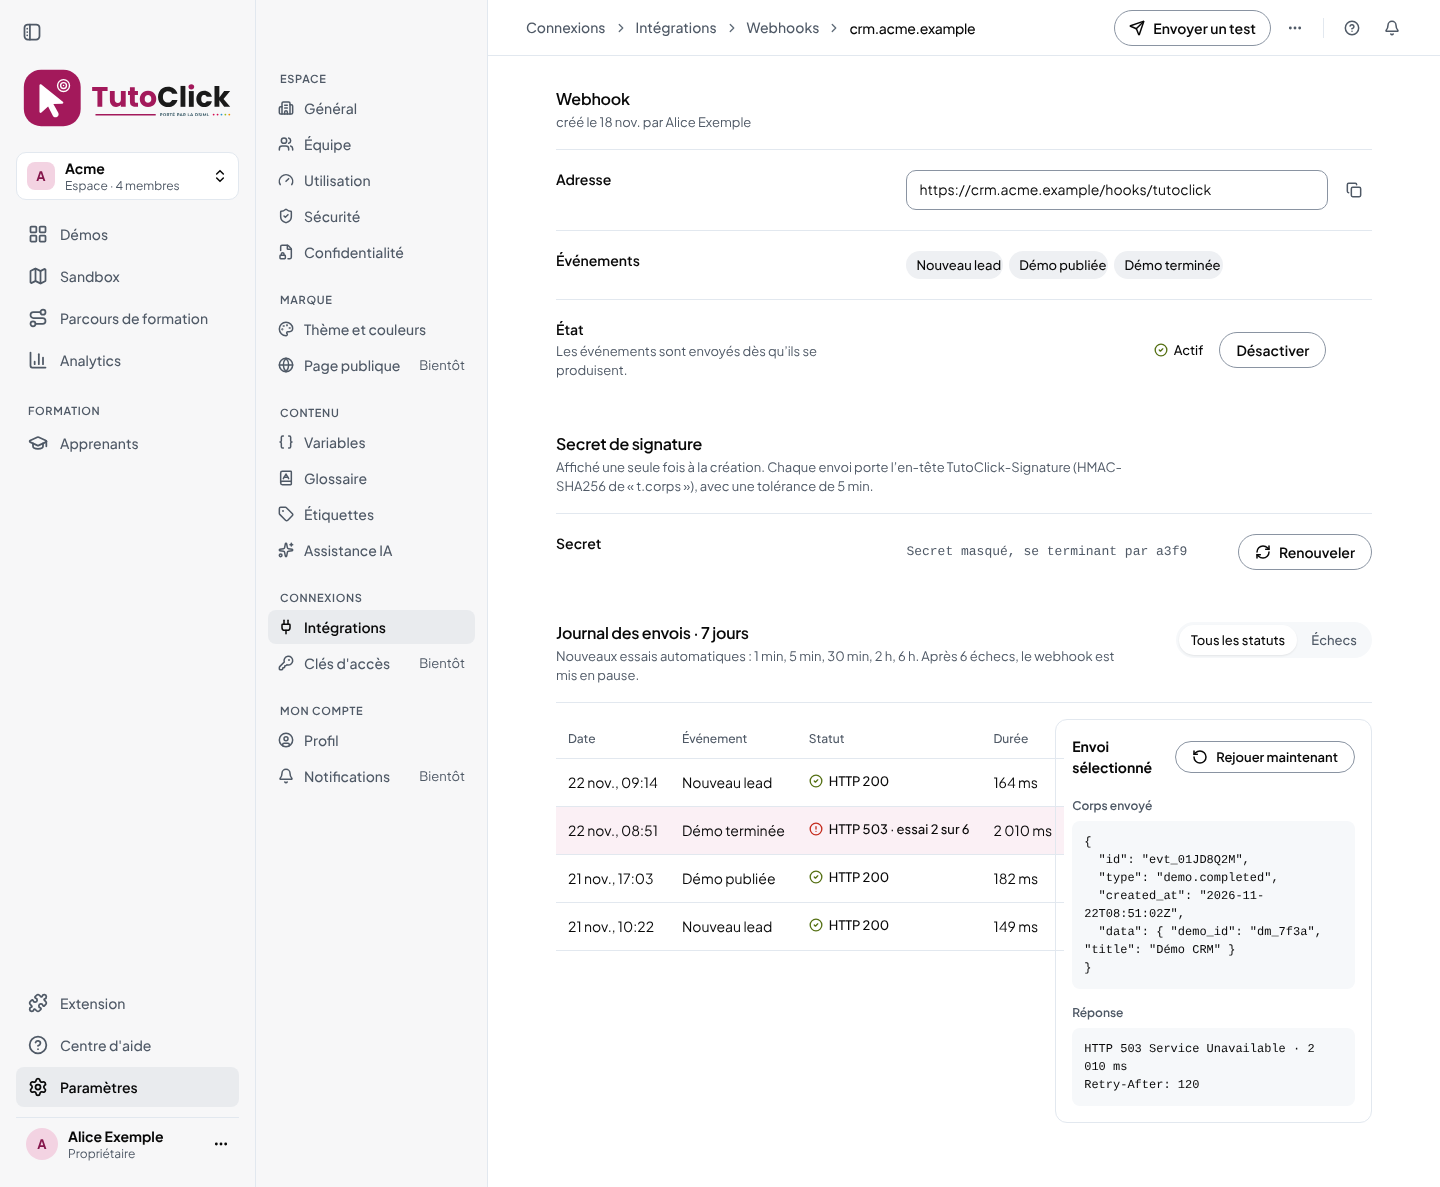 TutoClick
PORTÉ PAR LA DSIML
A
Acme
Espace · 4 membres
Démos
Sandbox
Parcours de formation
Analytics
FORMATION
Apprenants
Extension
Centre d'aide
Paramètres
A
Alice Exemple
Propriétaire
ESPACE
Général
Équipe
Utilisation
Sécurité
Confidentialité
MARQUE
Thème et couleurs
Page publique Bientôt
CONTENU
Variables
Glossaire
Étiquettes
Assistance IA
CONNEXIONS
Intégrations
Clés d'accès Bientôt
MON COMPTE
Profil
Notifications Bientôt
Connexions > Intégrations > Webhooks > crm.acme.example
Envoyer un test
Webhook
créé le 18 nov. par Alice Exemple
Adresse
https://crm.acme.example/hooks/tutoclick
Événements
Nouveau lead Démo publiée Démo terminée
État
Les événements sont envoyés dès qu'ils se
produisent.
Actif
Désactiver
Secret de signature
Affiché une seule fois à la création. Chaque envoi porte l'en-tête TutoClick-Signature (HMAC-
SHA256 de « t.corps »), avec une tolérance de 5 min.
Secret
Secret masqué, se terminant par a3f9
Renouveler
Journal des envois · 7 jours
Nouveaux essais automatiques : 1 min, 5 min, 30 min, 2 h, 6 h. Après 6 échecs, le webhook est
mis en pause.
Tous les statuts Échecs
Date Événement Statut Durée
22 nov., 09:14 Nouveau lead HTTP 200 164 ms
22 nov., 08:51 Démo terminée HTTP 503 · essai 2 sur 6 2 010 ms
21 nov., 17:03 Démo publiée HTTP 200 182 ms
21 nov., 10:22 Nouveau lead HTTP 200 149 ms
Envoi
sélectionné
Rejouer maintenant
Corps envoyé
{
"id": "evt_01JD8Q2M",
"type": "demo.completed",
"created_at": "2026-11-
22T08:51:02Z",
"data": { "demo_id": "dm_7f3a",
"title": "Démo CRM" }
}
Réponse
HTTP 503 Service Unavailable · 2
010 ms
Retry-After: 120